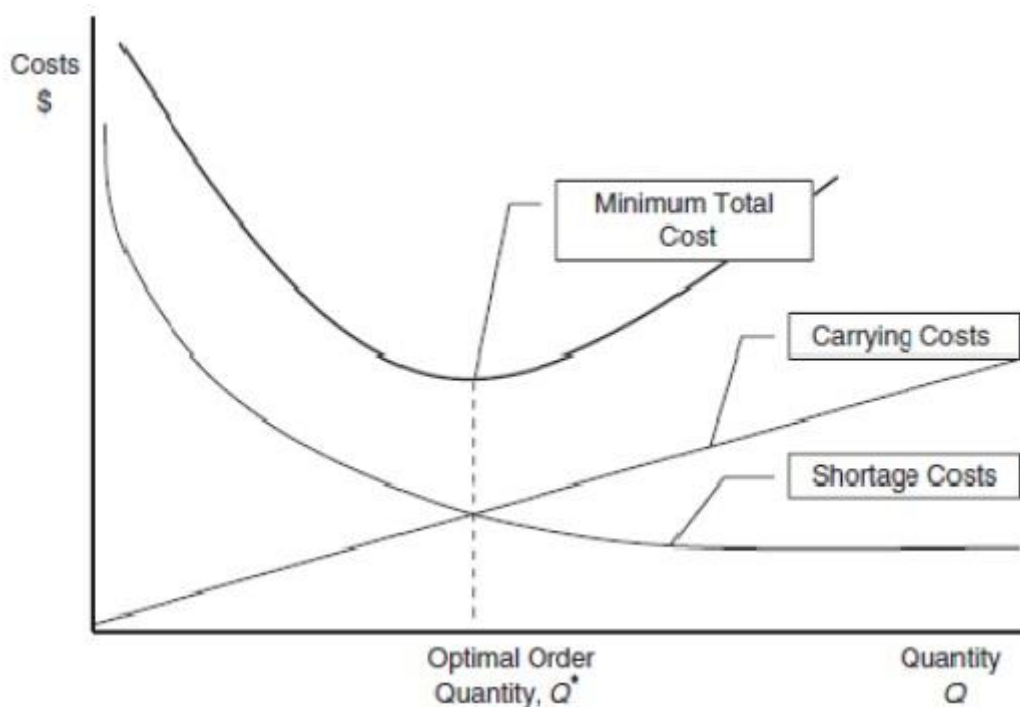 Costs
$
Minimum Total
Cost
Carrying Costs
Shortage Costs
Optimal Order
Quantity, Q*
Quantity
Q